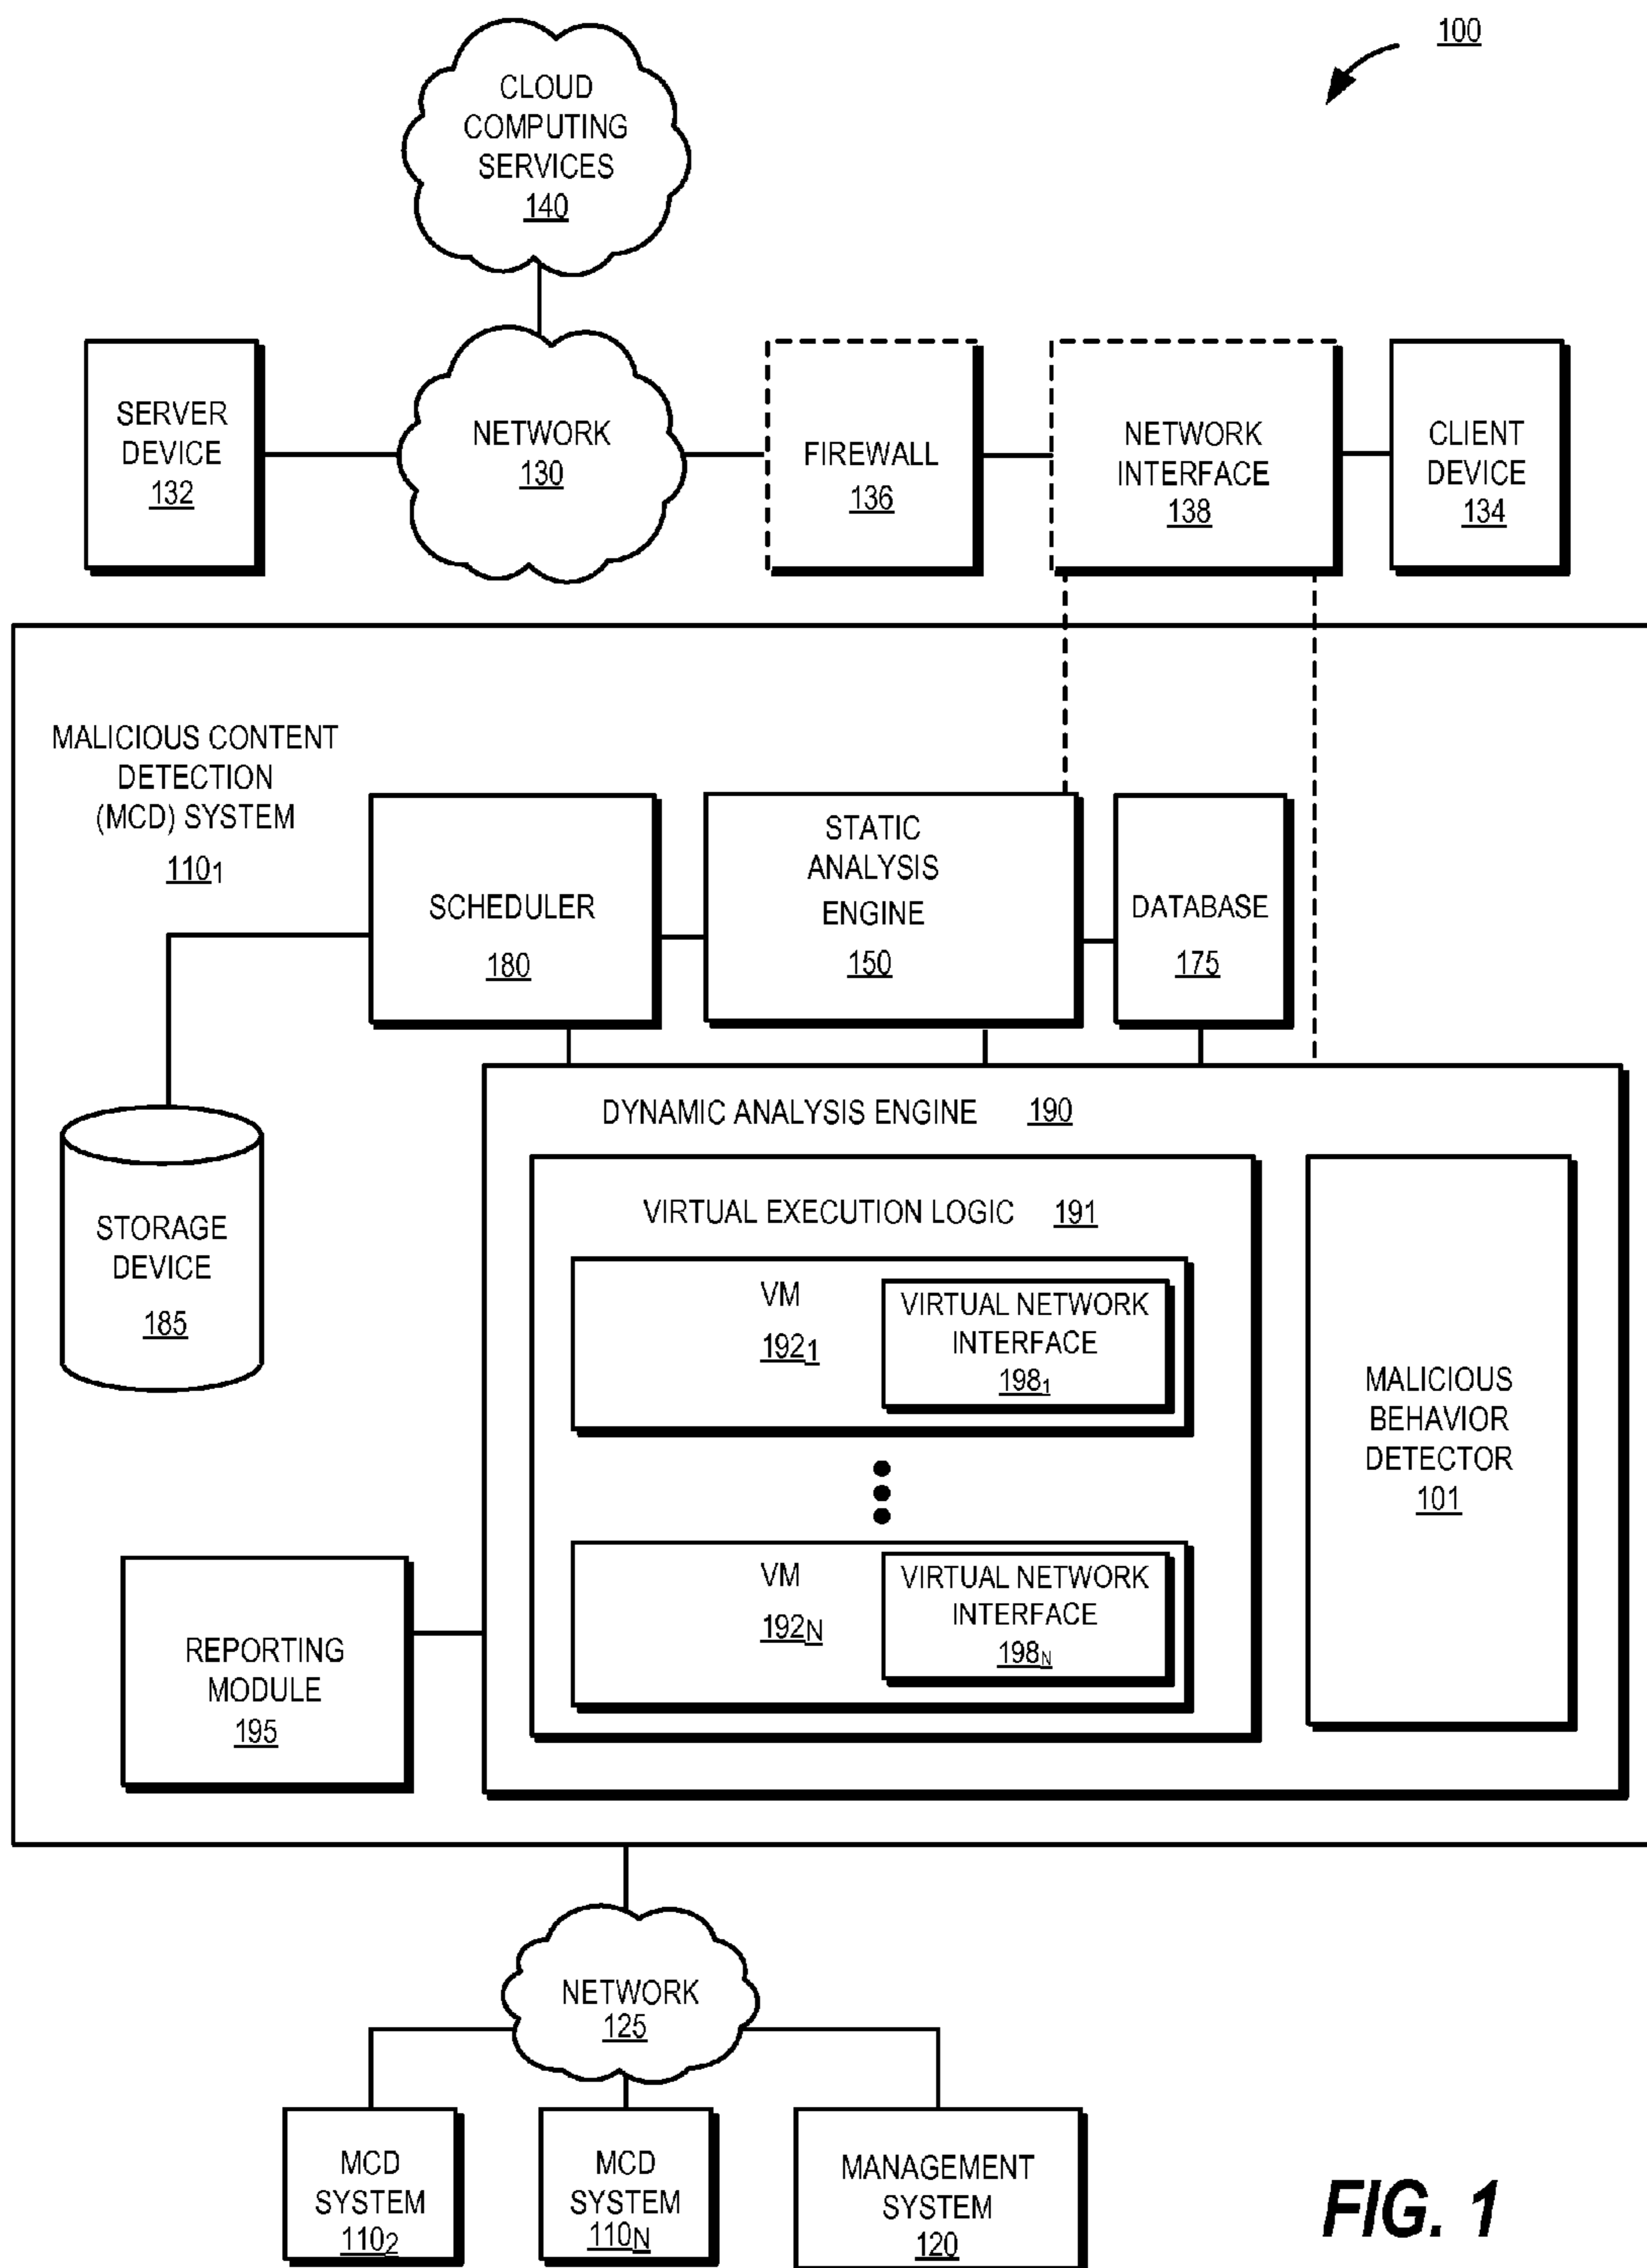 100
CLOUD
COMPUTING
SERVICES
140
SERVER
DEVICE
132
NETWORK
130
FIREWALL
136
NETWORK
INTERFACE
138
CLIENT
DEVICE
134
MALICIOUS CONTENT
DETECTION
(MCD) SYSTEM
110₁
SCHEDULER
180
STATIC
ANALYSIS
ENGINE
150
DATABASE
175
STORAGE
DEVICE
185
DYNAMIC ANALYSIS ENGINE 190
VIRTUAL EXECUTION LOGIC 191
VM
192₁
VIRTUAL NETWORK
INTERFACE
198₁
VM
192N
VIRTUAL NETWORK
INTERFACE
198N
MALICIOUS
BEHAVIOR
DETECTOR
101
REPORTING
MODULE
195
NETWORK
125
MCD
SYSTEM
110₂
MCD
SYSTEM
110N
MANAGEMENT
SYSTEM
120
FIG. 1